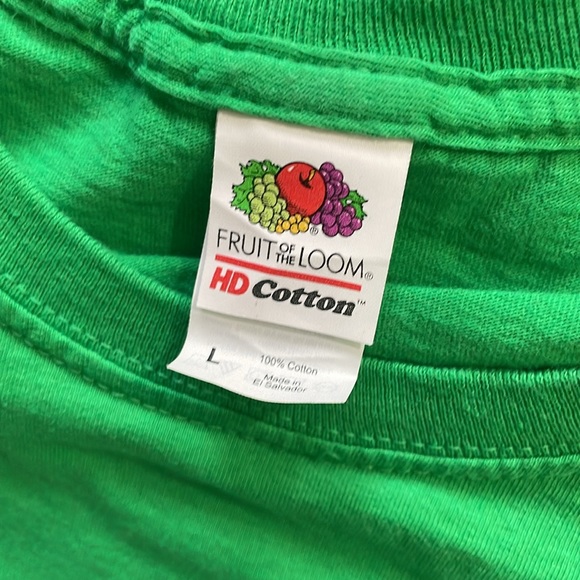 FRUIT OF THE LOOM®
HD Cotton™
L 100% Cotton
Made in
El Salvador